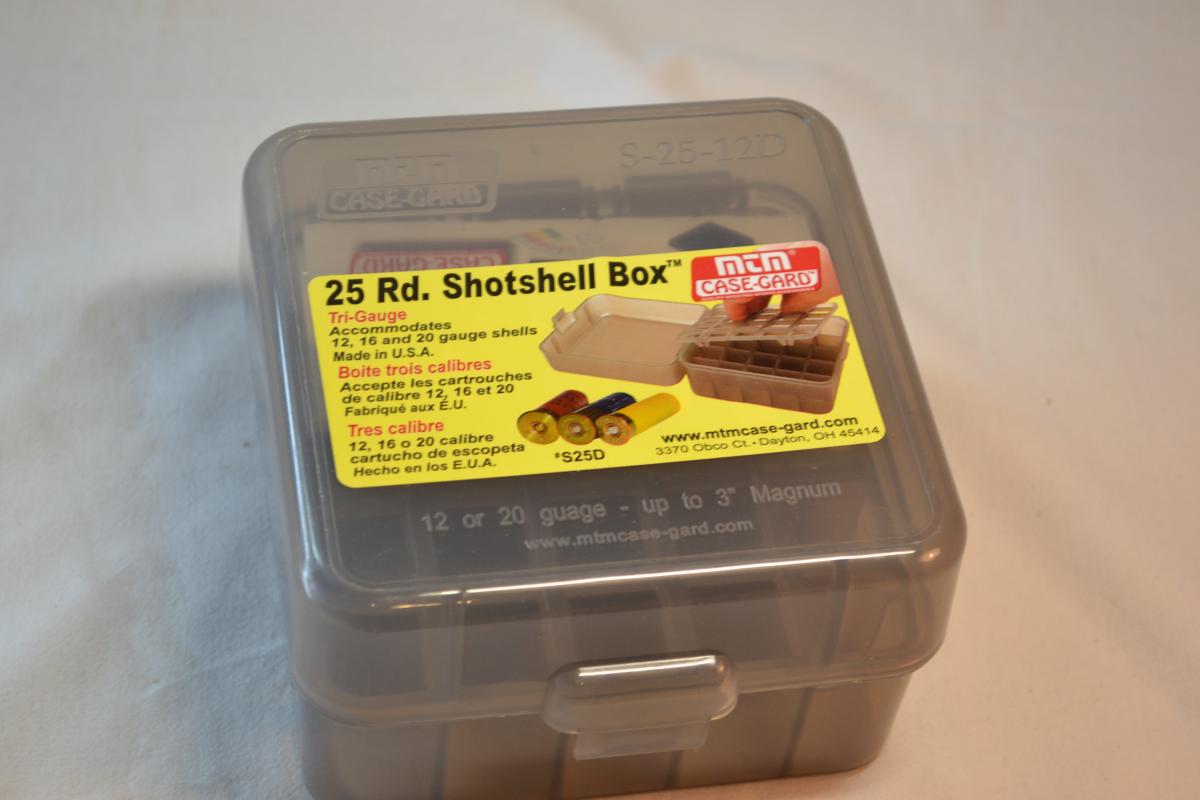 mtm
CASE-GARD
S-25-12D
CASE-GARD
25 Rd. Shotshell Box™
mtm®
CASE-GARD™
Tri-Gauge
Accommodates
12, 16 and 20 gauge shells
Made in U.S.A.
Boite trois calibres
Accepte les cartrouches
de calibre 12, 16 et 20
Fabriqué aux E.U.
Tres calibre
12, 16 o 20 calibre
cartucho de escopeta
Hecho en los E.U.A.
*S25D
www.mtmcase-gard.com
3370 Obco Ct. • Dayton, OH 45414
12 or 20 guage - up to 3" Magnum
www.mtmcase-gard.com